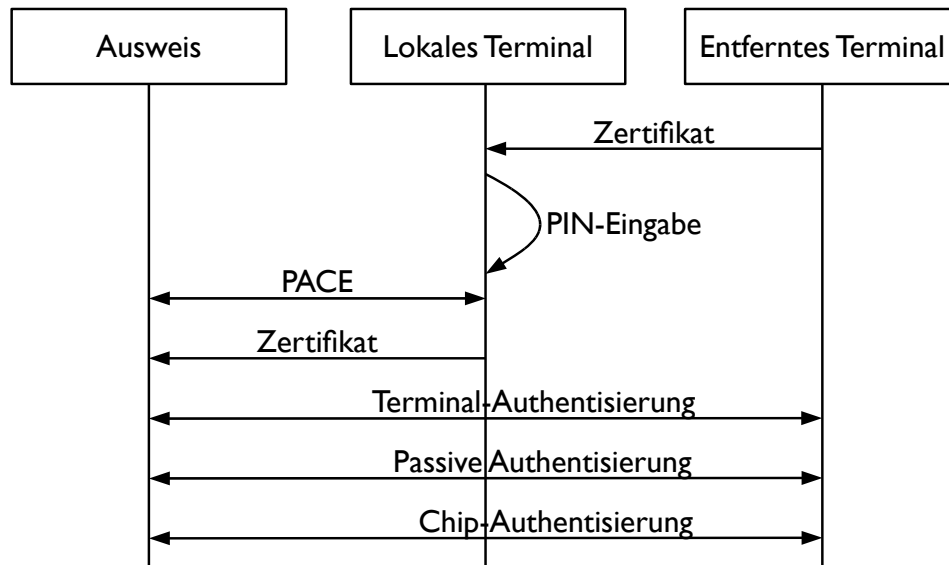 Ausweis
Lokales Terminal
Entferntes Terminal
Zertifikat
PIN-Eingabe
PACE
Zertifikat
Terminal-Authentisierung
Passive Authentisierung
Chip-Authentisierung